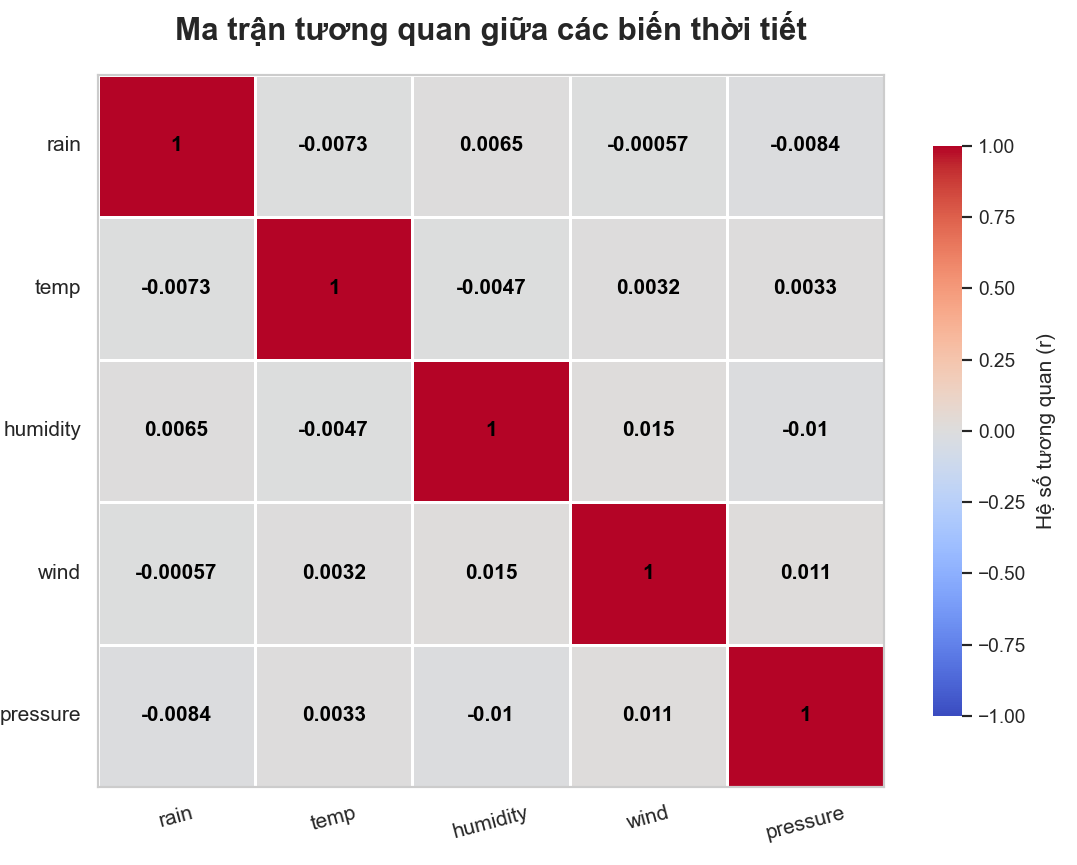 Ma trận tương quan giữa các biến thời tiết
rain
1
-0.0073
0.0065
-0.00057
-0.0084
temp
-0.0073
1
-0.0047
0.0032
0.0033
humidity
0.0065
-0.0047
1
0.015
-0.01
wind
-0.00057
0.0032
0.015
1
0.011
pressure
-0.0084
0.0033
-0.01
0.011
1
rain
temp
humidity
wind
pressure
1.00
0.75
0.50
0.25
0.00
−0.25
−0.50
−0.75
−1.00
Hệ số tương quan (r)